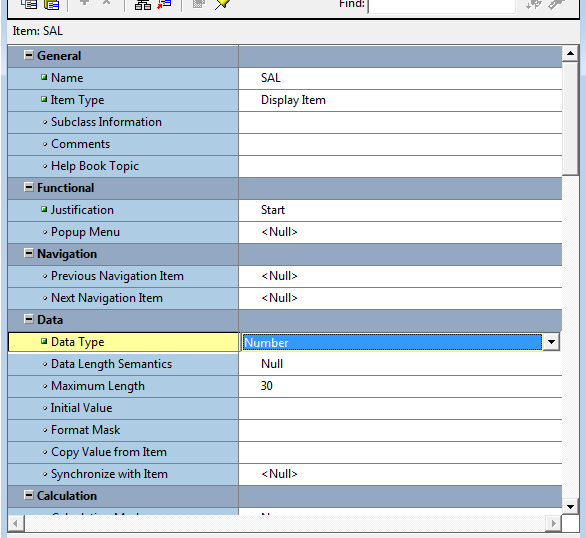 Find:
Item: SAL
General
Name SAL
Item Type Display Item
Subclass Information
Comments
Help Book Topic
Functional
Justification Start
Popup Menu <Null>
Navigation
Previous Navigation Item <Null>
Next Navigation Item <Null>
Data
Data Type Number
Data Length Semantics Null
Maximum Length 30
Initial Value
Format Mask
Copy Value from Item
Synchronize with Item <Null>
Calculation